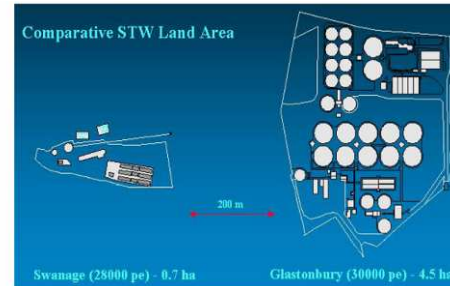 Comparative STW Land Area
200 m
Swanage (28000 pe) - 0.7 ha
Glastonbury (30000 pe) - 4.5 ha